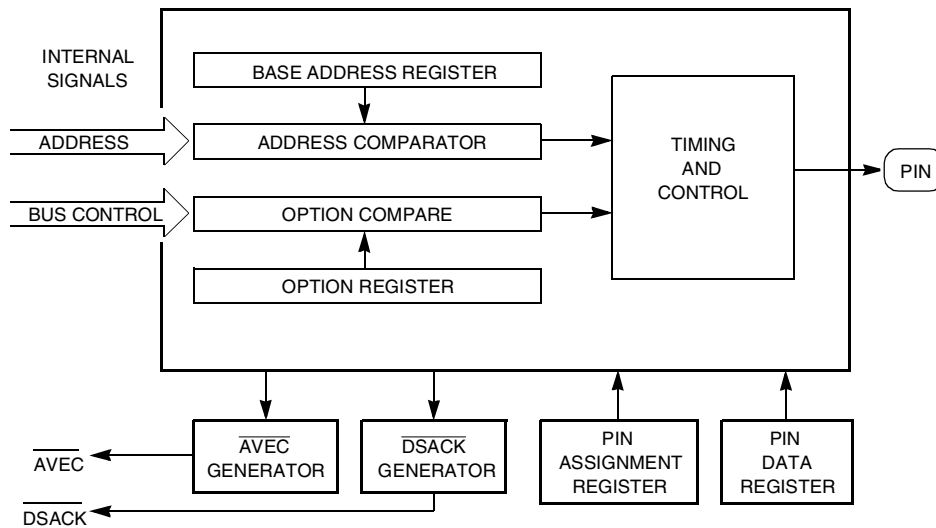 INTERNAL
SIGNALS
BASE ADDRESS REGISTER
ADDRESS
ADDRESS COMPARATOR
TIMING
AND
CONTROL
PIN
BUS CONTROL
OPTION COMPARE
OPTION REGISTER
AVEC
GENERATOR
DSACK
GENERATOR
PIN
ASSIGNMENT
REGISTER
PIN
DATA
REGISTER
AVEC
DSACK